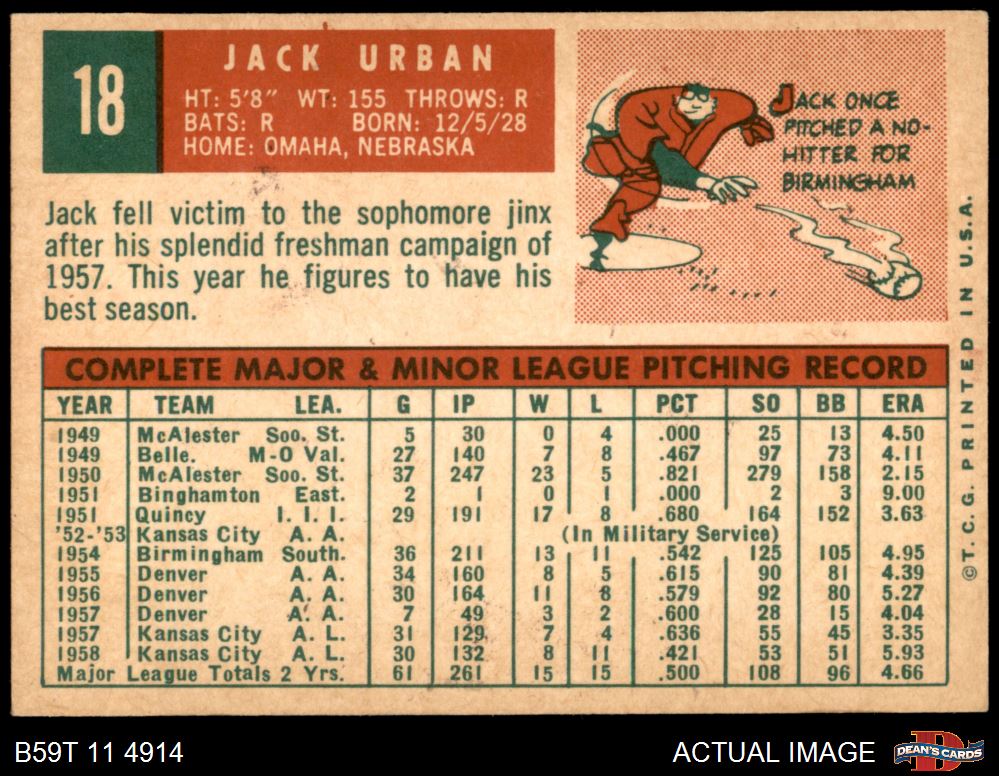 18
JACK URBAN
HT: 5'8" WT: 155 THROWS: R
BATS: R BORN: 12/5/28
HOME: OMAHA, NEBRASKA
JACK ONCE
PITCHED A NO-
HITTER FOR
BIRMINGHAM
Jack fell victim to the sophomore jinx
after his splendid freshman campaign of
1957. This year he figures to have his
best season.
COMPLETE MAJOR & MINOR LEAGUE PITCHING RECORD
YEAR TEAM LEA. G IP W L PCT SO BB ERA
1949 McAlester Soo. St. 5 30 0 4 .000 25 13 4.50
1949 Belle. M-O Val. 27 140 7 8 .467 97 73 4.11
1950 McAlester Soo. St. 37 247 23 5 .821 279 158 2.15
1951 Binghamton East. 2 1 0 1 .000 2 3 9.00
1951 Quincy I. I. I. 29 191 17 8 .680 164 152 3.63
'52-'53 Kansas City A. A. (In Military Service)
1954 Birmingham South. 36 211 13 11 .542 125 105 4.95
1955 Denver A. A. 34 160 8 5 .615 90 81 4.39
1956 Denver A. A. 30 164 11 8 .579 92 80 5.27
1957 Denver A. A. 7 49 3 2 .600 28 15 4.04
1957 Kansas City A. L. 31 129 7 4 .636 55 45 3.35
1958 Kansas City A. L. 30 132 8 11 .421 53 51 5.93
Major League Totals 2 Yrs. 61 261 15 15 .500 108 96 4.66
© T. C. G. PRINTED IN U.S.A.
B59T 11 4914
ACTUAL IMAGE
DEAN'S CARDS